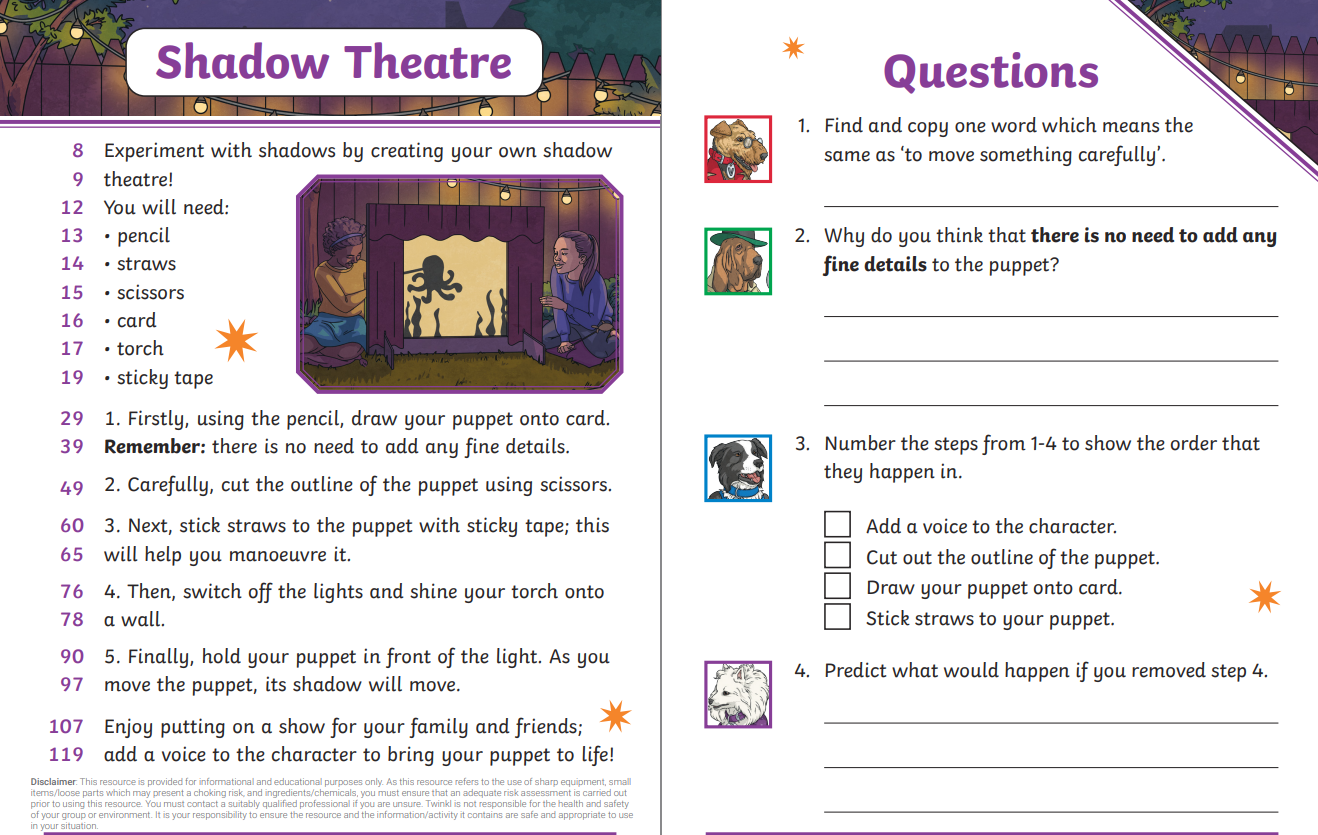 Shadow Theatre
8 Experiment with shadows by creating your own shadow
9 theatre!
12 You will need:
13 • pencil
14 • straws
15 • scissors
16 • card
17 • torch
19 • sticky tape
29 1. Firstly, using the pencil, draw your puppet onto card.
39 Remember: there is no need to add any fine details.
49 2. Carefully, cut the outline of the puppet using scissors.
60 3. Next, stick straws to the puppet with sticky tape; this
65 will help you manoeuvre it.
76 4. Then, switch off the lights and shine your torch onto
78 a wall.
90 5. Finally, hold your puppet in front of the light. As you
97 move the puppet, its shadow will move.
107 Enjoy putting on a show for your family and friends;
119 add a voice to the character to bring your puppet to life!
Disclaimer: This resource is provided for informational and educational purposes only. As this resource refers to the use of sharp equipment, small
items/loose parts which may present a choking risk, and ingredients/chemicals, you must ensure that an adequate risk assessment is carried out
prior to using this resource. You must contact a suitably qualified professional if you are unsure. Twinkl is not responsible for the health and safety
of your group or environment. It is your responsibility to ensure the resource and the information/activity it contains are safe and appropriate to use
in your situation.
Questions
1. Find and copy one word which means the
same as ‘to move something carefully’.
2. Why do you think that there is no need to add any
fine details to the puppet?
3. Number the steps from 1-4 to show the order that
they happen in.
Add a voice to the character.
Cut out the outline of the puppet.
Draw your puppet onto card.
Stick straws to your puppet.
4. Predict what would happen if you removed step 4.